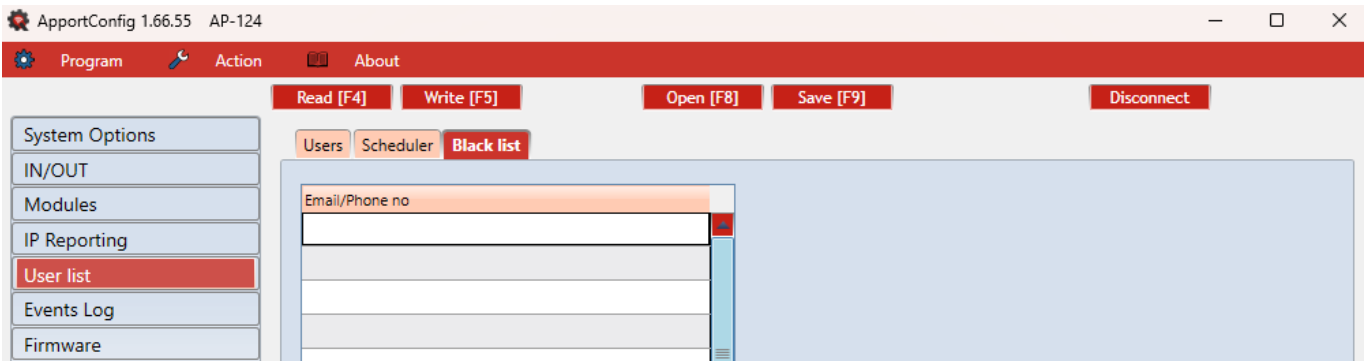 ApportConfig 1.66.55 AP-124
Program Action About
Read [F4] Write [F5] Open [F8] Save [F9] Disconnect
System Options
IN/OUT
Modules
IP Reporting
User list
Events Log
Firmware
Users Scheduler Black list
Email/Phone no